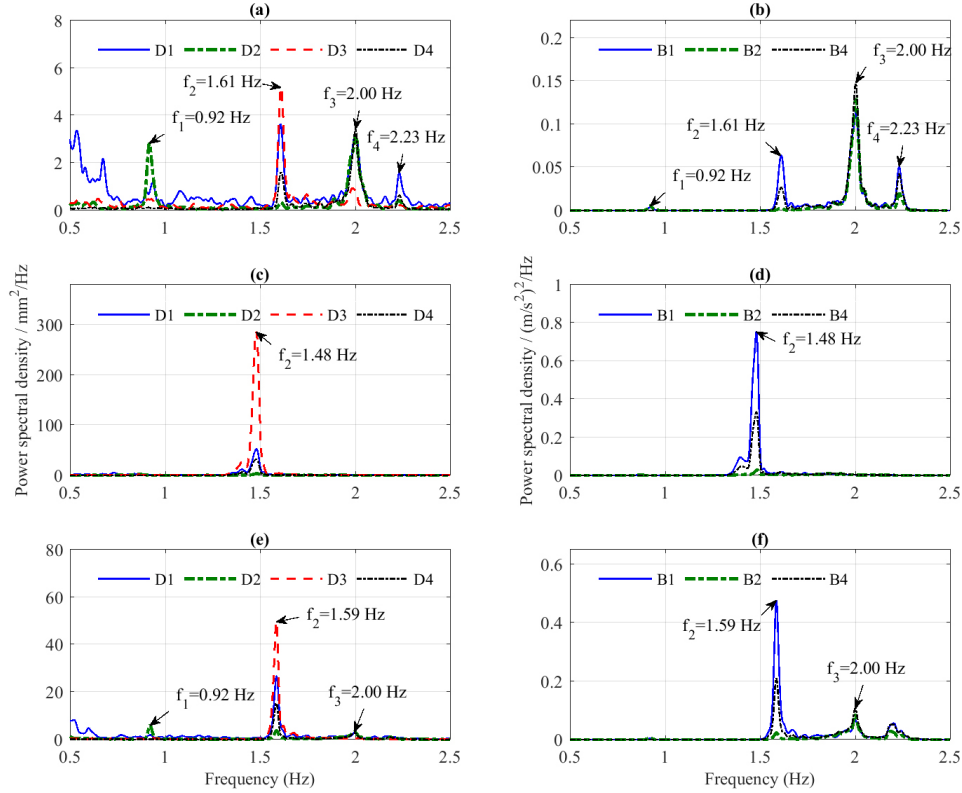 (a)
8
6
4
2
0
D1 D2 D3 D4
f2=1.61 Hz
f3=2.00 Hz
f1=0.92 Hz
f4=2.23 Hz
0.5 1 1.5 2 2.5
(b)
0.2
0.15
0.1
0.05
0
B1 B2 B4
f3=2.00 Hz
f2=1.61 Hz
f4=2.23 Hz
f1=0.92 Hz
0.5 1 1.5 2 2.5
(c)
Power spectral density / mm2/Hz
300
200
100
0
D1 D2 D3 D4
f2=1.48 Hz
0.5 1 1.5 2 2.5
(d)
Power spectral density / (m/s2)2/Hz
1
0.8
0.6
0.4
0.2
0
B1 B2 B4
f2=1.48 Hz
0.5 1 1.5 2 2.5
(e)
80
60
40
20
0
D1 D2 D3 D4
f2=1.59 Hz
f1=0.92 Hz
f3=2.00 Hz
0.5 1 1.5 2 2.5
Frequency (Hz)
(f)
0.6
0.4
0.2
0
B1 B2 B4
f2=1.59 Hz
f3=2.00 Hz
0.5 1 1.5 2 2.5
Frequency (Hz)